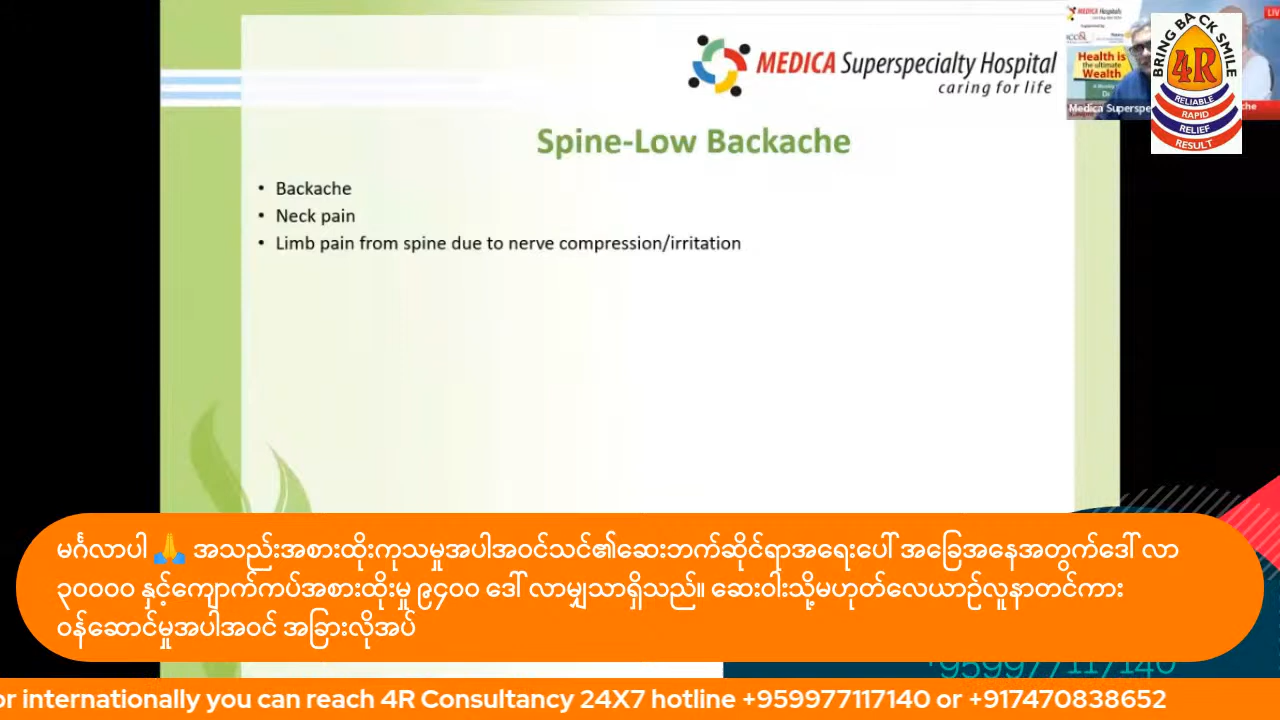 MEDICA Superspecialty Hospital
caring for life
Spine-Low Backache
• Backache
• Neck pain
• Limb pain from spine due to nerve compression/irritation
MEDICA Hospitals
Health is
the ultimate
Wealth
Medica Superspe
LIV
BRING BACK SMILE
4R
RELIABLE
RAPID
RELIEF
RESULT
မင်္ဂလာပါ 🙏 အသည်းအစားထိုးကုသမှုအပါအဝင်သင်၏ဆေးဘက်ဆိုင်ရာအရေးပေါ် အခြေအနေအတွက်ဒေါ် လာ
၃၀၀၀၀ နှင့်ကျောက်ကပ်အစားထိုးမှု ၉၄၀၀ ဒေါ် လာမျှသာရှိသည်။ ဆေးဝါးသို့မဟုတ်လေယာဉ်လူနာတင်ကား
ဝန်ဆောင်မှုအပါအဝင် အခြားလိုအပ်
+959977117140
or internationally you can reach 4R Consultancy 24X7 hotline +959977117140 or +917470838652